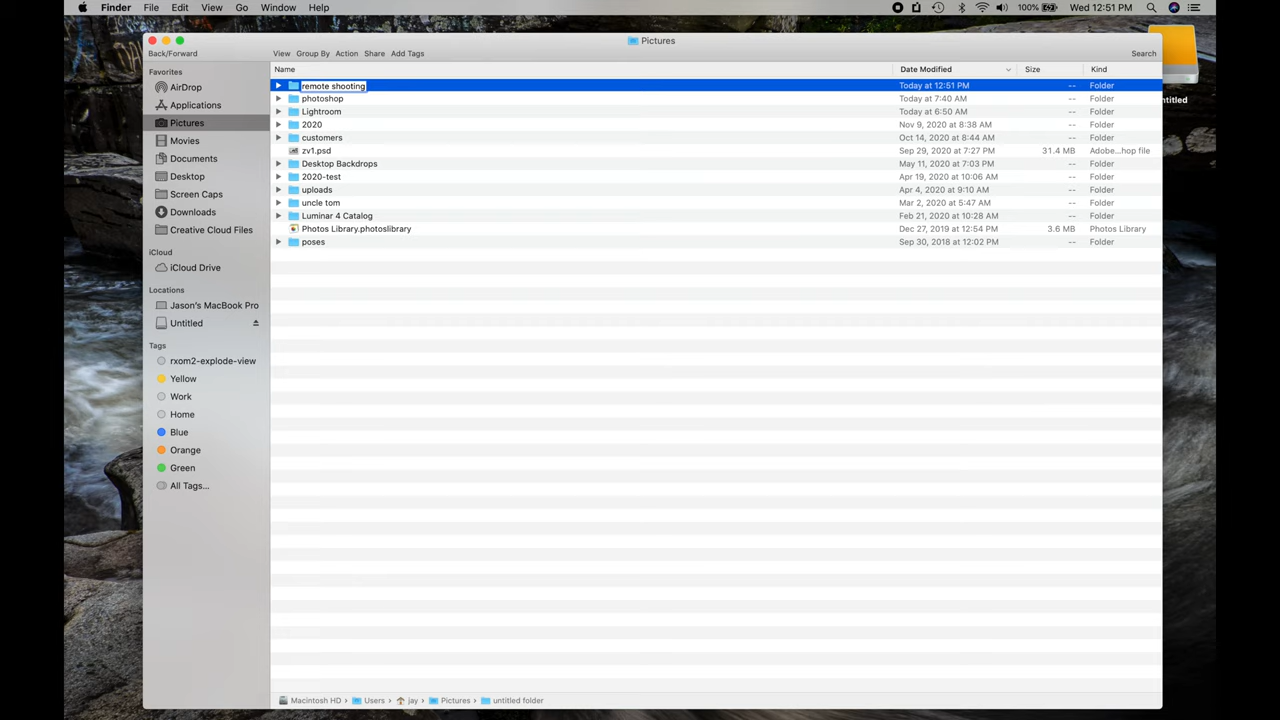 Finder File Edit View Go Window Help 100% Wed 12:51 PM
Pictures
Back/Forward View Group By Action Share Add Tags Search
Favorites
AirDrop
Applications
Pictures
Movies
Documents
Desktop
Screen Caps
Downloads
Creative Cloud Files
iCloud
iCloud Drive
Locations
Jason's MacBook Pro
Untitled
Tags
rxom2-explode-view
Yellow
Work
Home
Blue
Orange
Green
All Tags...
Name Date Modified Size Kind
remote shooting Today at 12:51 PM -- Folder
photoshop Today at 7:40 AM -- Folder
Lightroom Today at 6:50 AM -- Folder
2020 Nov 9, 2020 at 8:38 AM -- Folder
customers Oct 14, 2020 at 8:44 AM -- Folder
zv1.psd Sep 29, 2020 at 7:27 PM 31.4 MB Adobe...hop file
Desktop Backdrops May 11, 2020 at 7:03 PM -- Folder
2020-test Apr 19, 2020 at 10:06 AM -- Folder
uploads Apr 4, 2020 at 9:10 AM -- Folder
uncle tom Mar 2, 2020 at 5:47 AM -- Folder
Luminar 4 Catalog Feb 21, 2020 at 10:28 AM -- Folder
Photos Library.photoslibrary Dec 27, 2019 at 12:54 PM 3.6 MB Photos Library
poses Sep 30, 2018 at 12:02 PM -- Folder
ntitled
Macintosh HD › Users › jay › Pictures › untitled folder